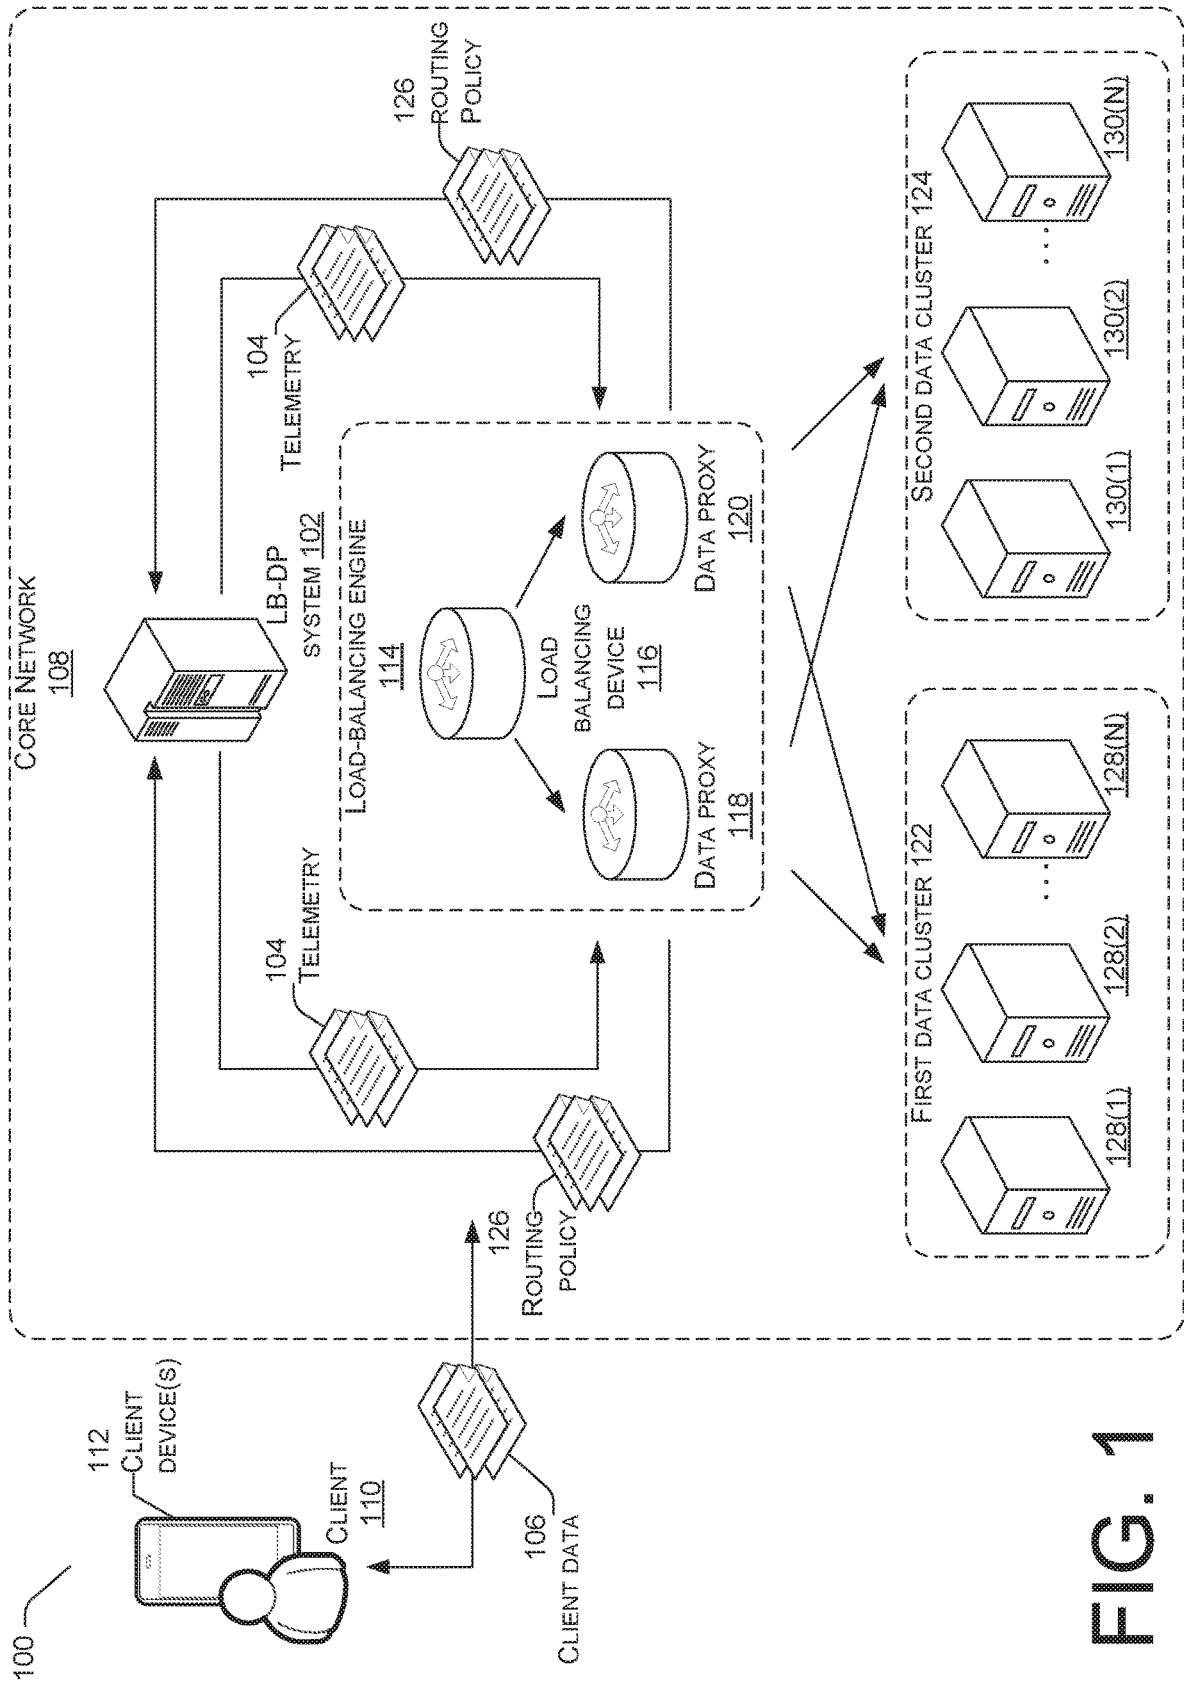 100
112
CLIENT
DEVICE(S)
CLIENT
110
106
CLIENT DATA
CORE NETWORK
108
LB-DP
SYSTEM 102
104
TELEMETRY
104
TELEMETRY
126
ROUTING
POLICY
126
ROUTING
POLICY
LOAD-BALANCING ENGINE
114
LOAD
BALANCING
DEVICE
116
DATA PROXY
118
DATA PROXY
120
FIRST DATA CLUSTER 122
128(1)
128(2)
....
128(N)
SECOND DATA CLUSTER 124
130(1)
130(2)
....
130(N)
FIG. 1